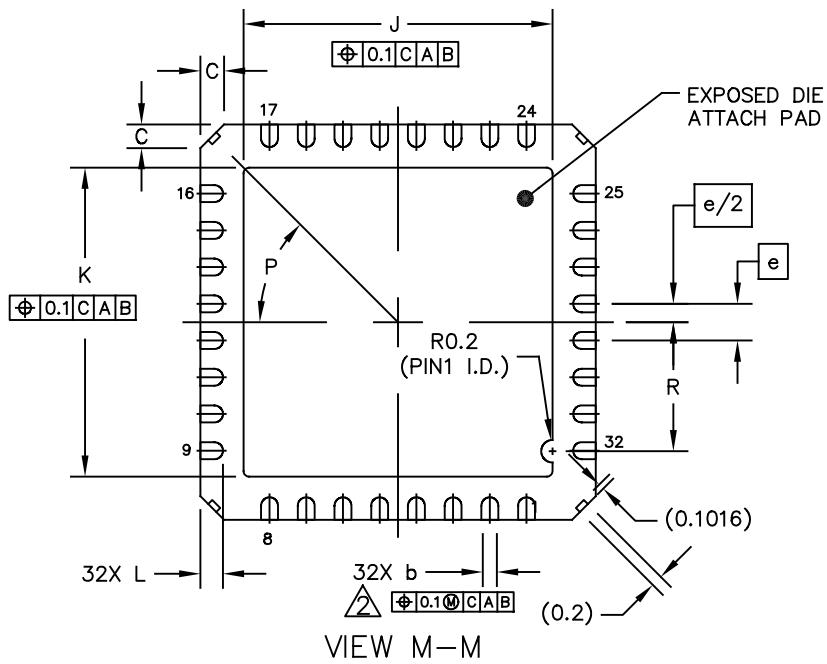 J
⌖ 0.1 C A B
C
17
24
EXPOSED DIE
ATTACH PAD
C
16
25
e/2
K
P
e
⌖ 0.1 C A B
R0.2
(PIN1 I.D.)
R
9
32
(0.1016)
8
32X L
32X b
2
⌖ 0.1Ⓜ C A B
(0.2)
VIEW M-M